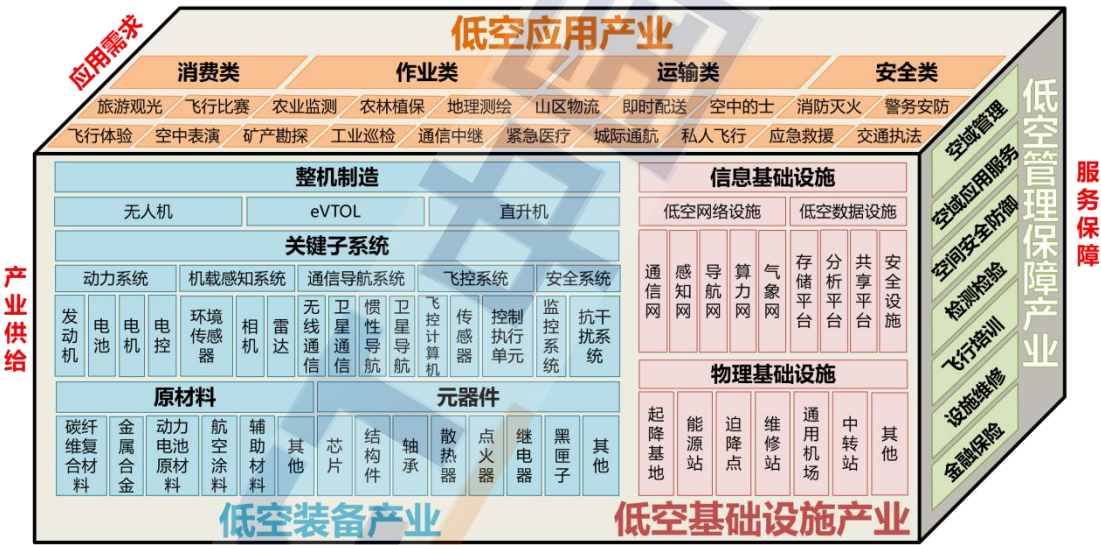 应用需求
低空应用产业
消费类 作业类 运输类 安全类
旅游观光 飞行比赛 农业监测 农林植保 地理测绘 山区物流 即时配送 空中的士 消防灭火 警务安防
飞行体验 空中表演 矿产勘探 工业巡检 通信中继 紧急医疗 城际通航 私人飞行 应急救援 交通执法
产业供给
整机制造
无人机 eVTOL 直升机
关键子系统
动力系统 机载感知系统 通信导航系统 飞控系统 安全系统
发动机 电池 电机 电控 环境传感器 相机 雷达 无线通信 卫星通信 惯性导航 卫星导航 飞控计算机 传感器 控制执行单元 监控系统 抗干扰系统
原材料 元器件
碳纤维复合材料 金属合金 动力电池原材料 航空涂料 辅助材料 其他 芯片 结构件 轴承 散热器 点火器 继电器 黑匣子 其他
低空装备产业
信息基础设施
低空网络设施 低空数据设施
通信网 感知网 导航网 算力网 气象网 存储平台 分析平台 共享平台 安全设施
物理基础设施
起降基地 能源站 迫降点 维修站 通用机场 中转站 其他
低空基础设施产业
空域管理
空域应用服务
空间安全防御
检测检验
飞行培训
设施维修
金融保险
低空管理保障产业
服务保障